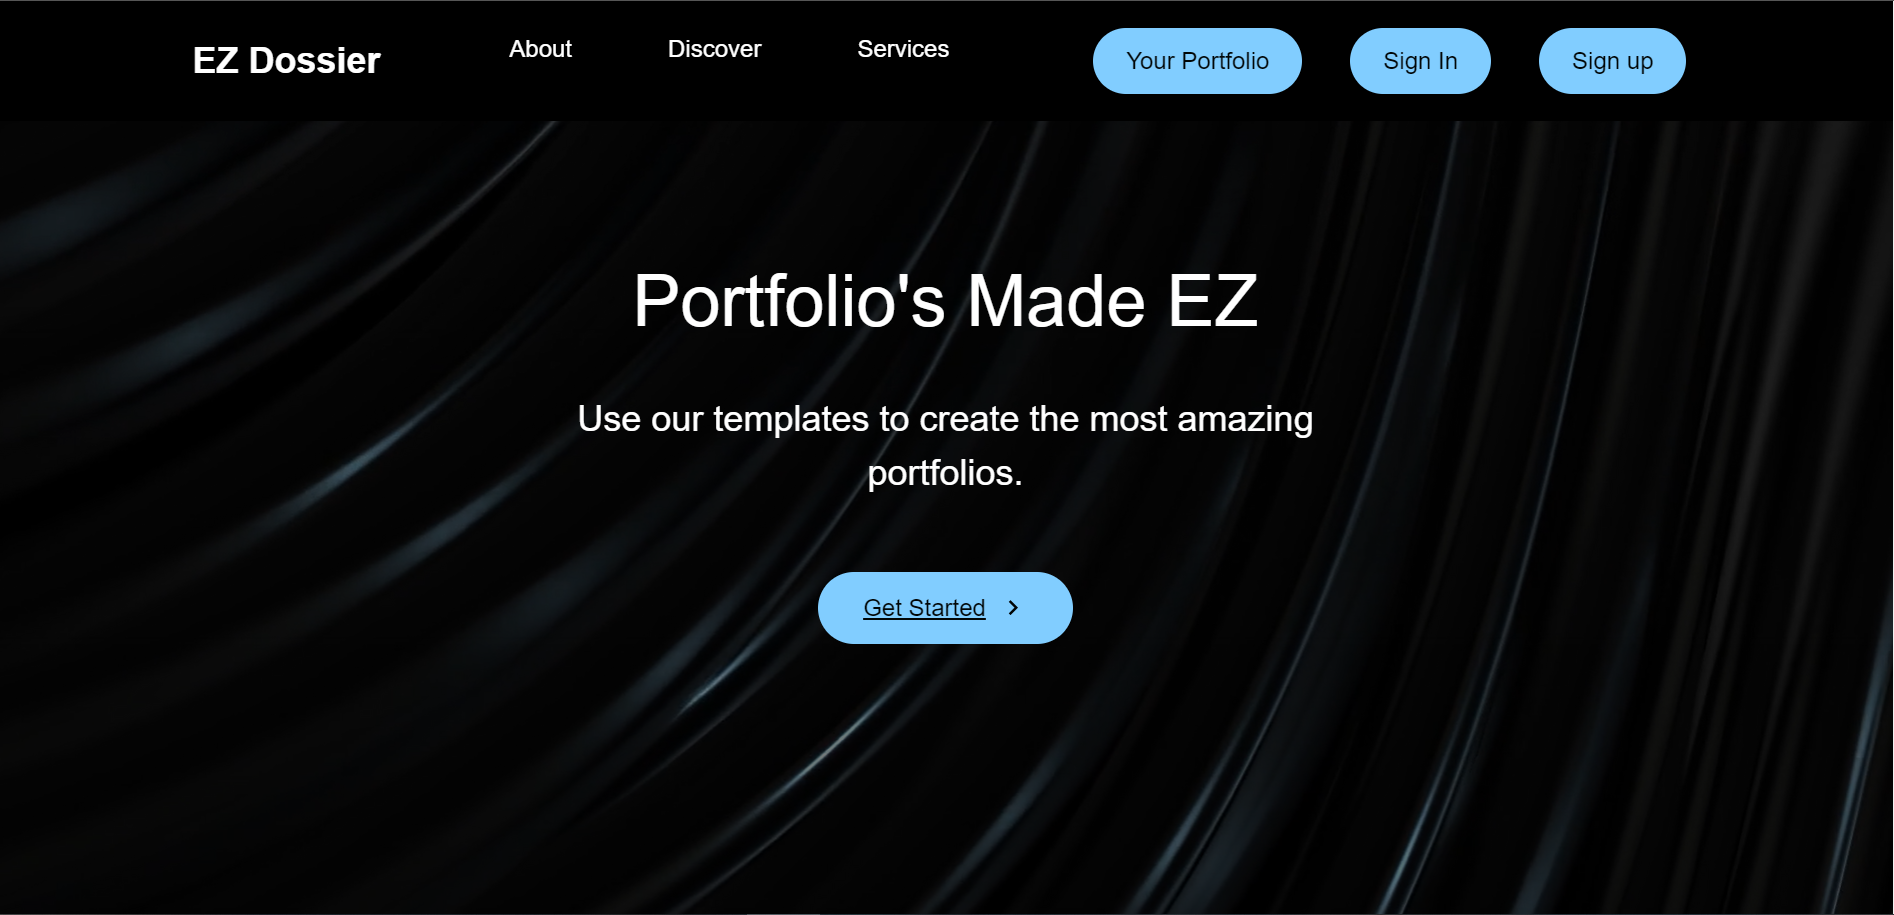 EZ Dossier
About
Discover
Services
Your Portfolio
Sign In
Sign up
Portfolio's Made EZ
Use our templates to create the most amazing
portfolios.
Get Started